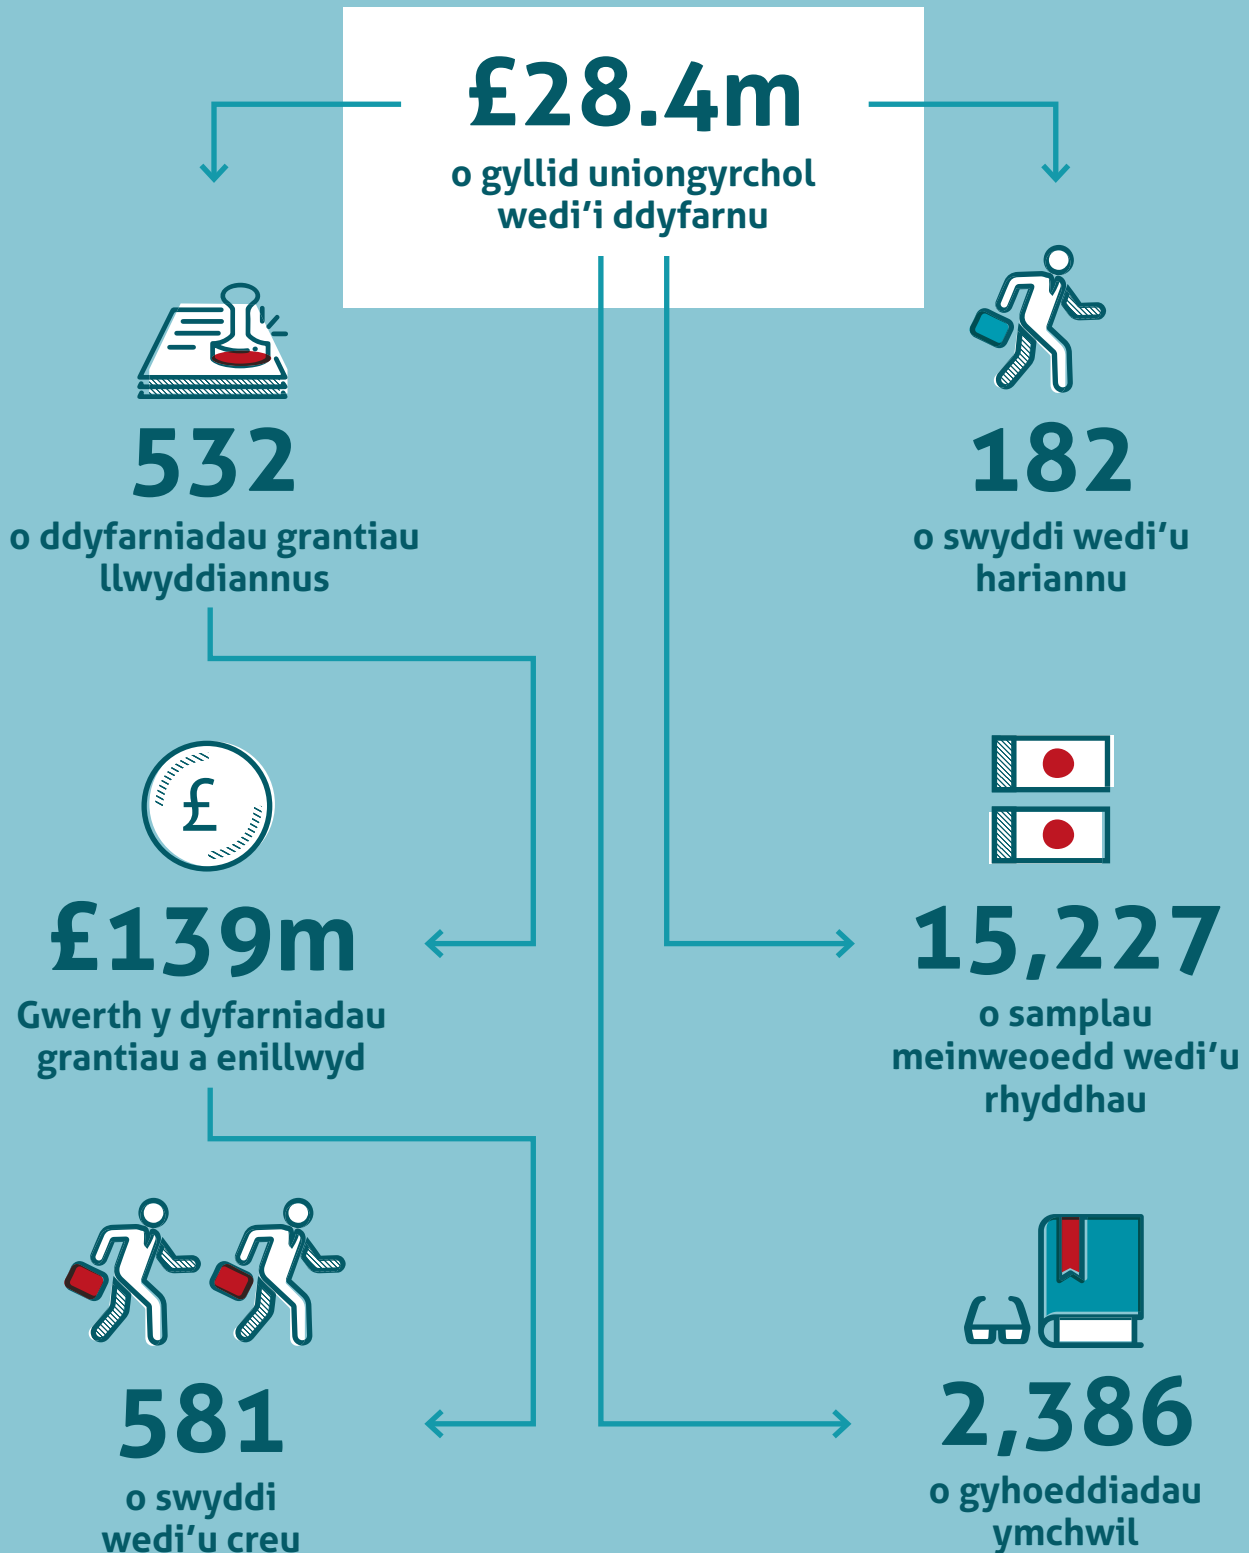 £28.4m
o gyllid uniongyrchol
wedi’i ddyfarnu
532
o ddyfarniadau grantiau
llwyddiannus
182
o swyddi wedi’u
hariannu
£
£139m
Gwerth y dyfarniadau
grantiau a enillwyd
15,227
o samplau
meinweoedd wedi’u
rhyddhau
581
o swyddi
wedi’u creu
2,386
o gyhoeddiadau
ymchwil